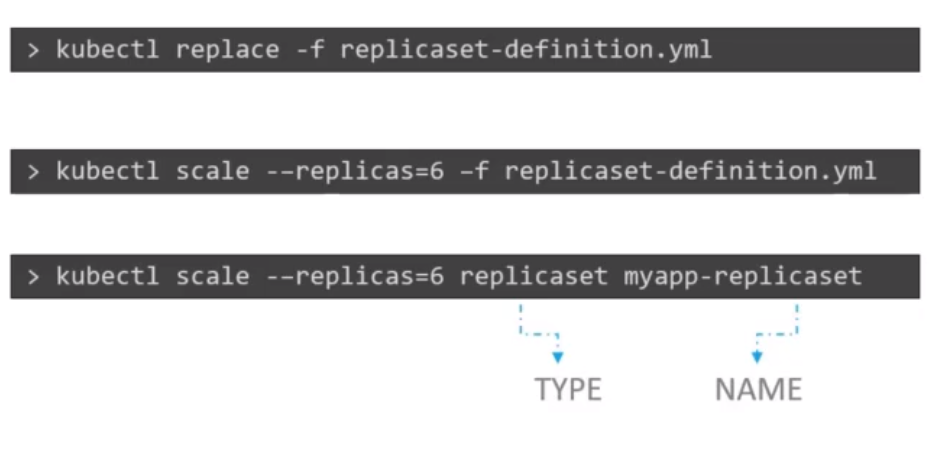 > kubectl replace -f replicaset-definition.yml
> kubectl scale --replicas=6 –f replicaset-definition.yml
> kubectl scale --replicas=6 replicaset myapp-replicaset
TYPE NAME